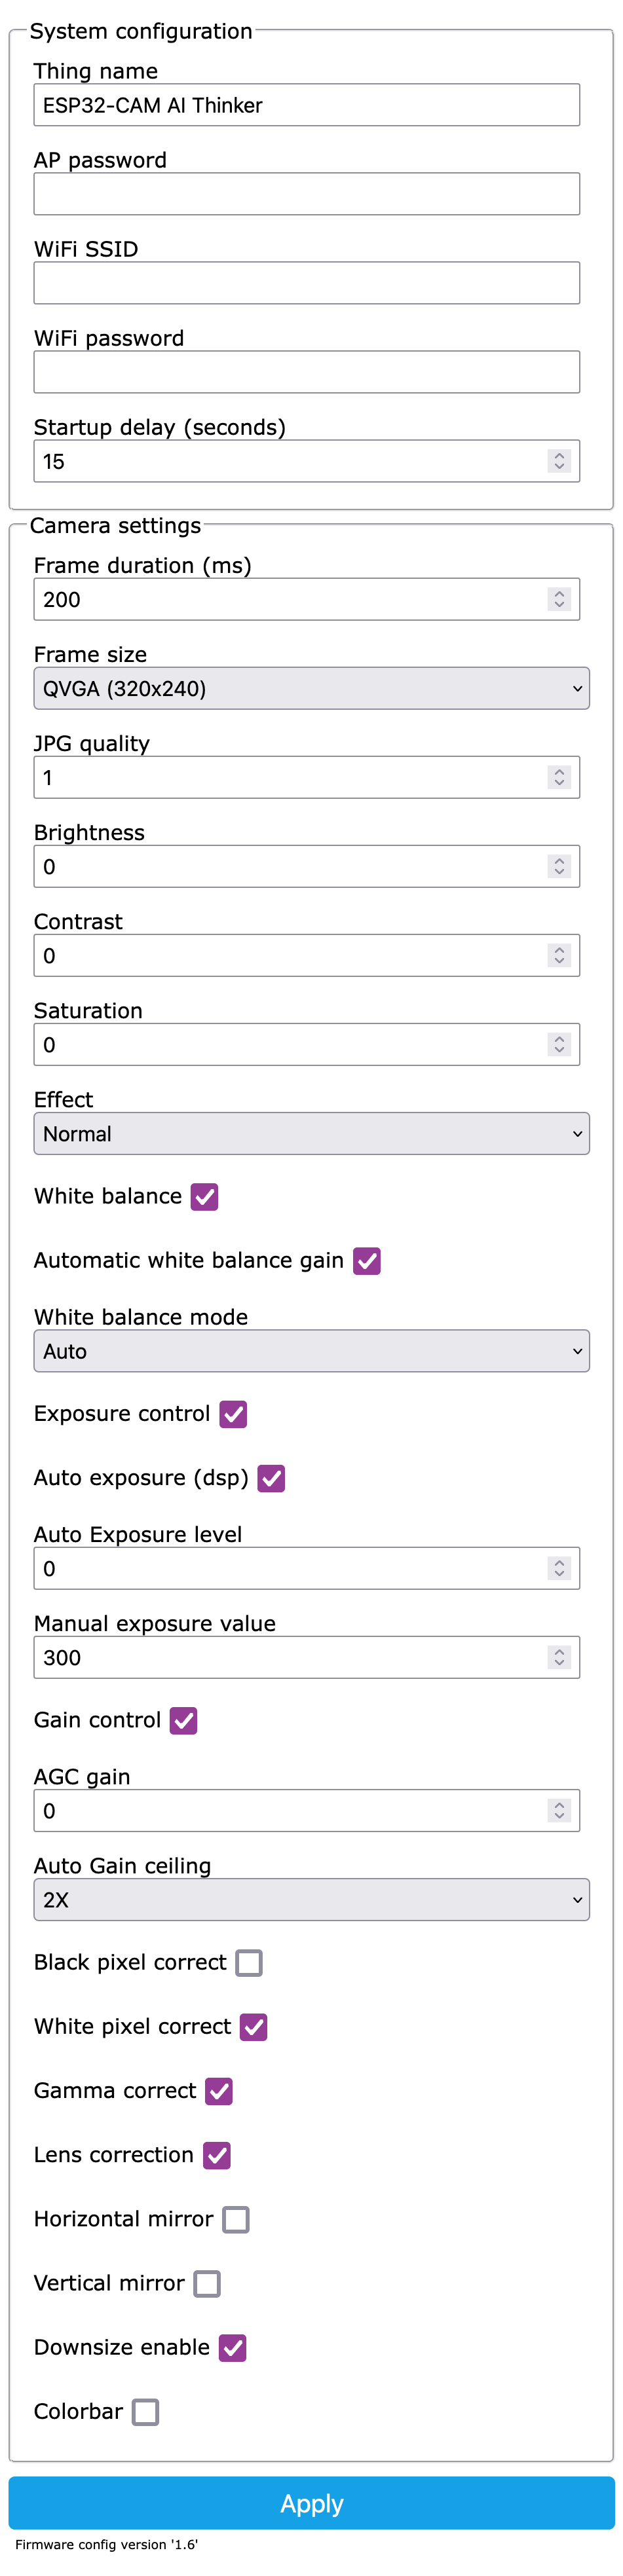 System configuration
Thing name
ESP32-CAM AI Thinker
AP password
WiFi SSID
WiFi password
Startup delay (seconds)
15
Camera settings
Frame duration (ms)
200
Frame size
QVGA (320x240)
JPG quality
1
Brightness
0
Contrast
0
Saturation
0
Effect
Normal
White balance
Automatic white balance gain
White balance mode
Auto
Exposure control
Auto exposure (dsp)
Auto Exposure level
0
Manual exposure value
300
Gain control
AGC gain
0
Auto Gain ceiling
2X
Black pixel correct
White pixel correct
Gamma correct
Lens correction
Horizontal mirror
Vertical mirror
Downsize enable
Colorbar
Apply
Firmware config version '1.6'